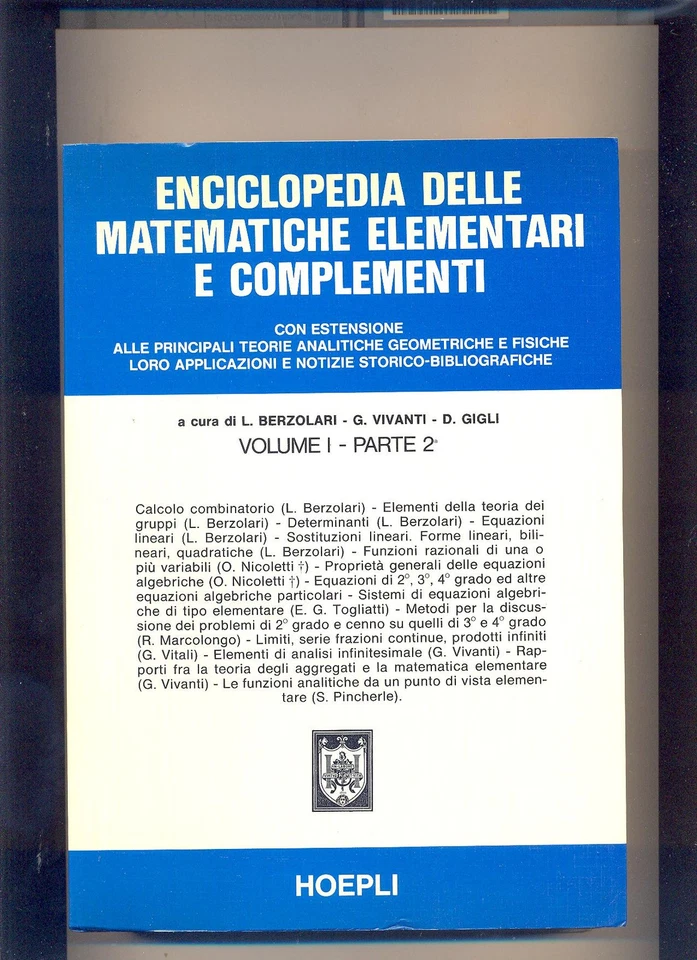 ENCICLOPEDIA DELLE
MATEMATICHE ELEMENTARI
E COMPLEMENTI
CON ESTENSIONE
ALLE PRINCIPALI TEORIE ANALITICHE GEOMETRICHE E FISICHE
LORO APPLICAZIONI E NOTIZIE STORICO-BIBLIOGRAFICHE
a cura di L. BERZOLARI - G. VIVANTI - D. GIGLI
VOLUME I - PARTE 2ª
Calcolo combinatorio (L. Berzolari) - Elementi della teoria dei
gruppi (L. Berzolari) - Determinanti (L. Berzolari) - Equazioni
lineari (L. Berzolari) - Sostituzioni lineari. Forme lineari, bili-
neari, quadratiche (L. Berzolari) - Funzioni razionali di una o
più variabili (O. Nicoletti †) - Proprietà generali delle equazioni
algebriche (O. Nicoletti †) - Equazioni di 2°, 3°, 4° grado ed altre
equazioni algebriche particolari - Sistemi di equazioni algebri-
che di tipo elementare (E. G. Togliatti) - Metodi per la discus-
sione dei problemi di 2° grado e cenno su quelli di 3° e 4° grado
(R. Marcolongo) - Limiti, serie frazioni continue, prodotti infiniti
(G. Vitali) - Elementi di analisi infinitesimale (G. Vivanti) - Rap-
porti fra la teoria degli aggregati e la matematica elementare
(G. Vivanti) - Le funzioni analitiche da un punto di vista elemen-
tare (S. Pincherle).
HOEPLI